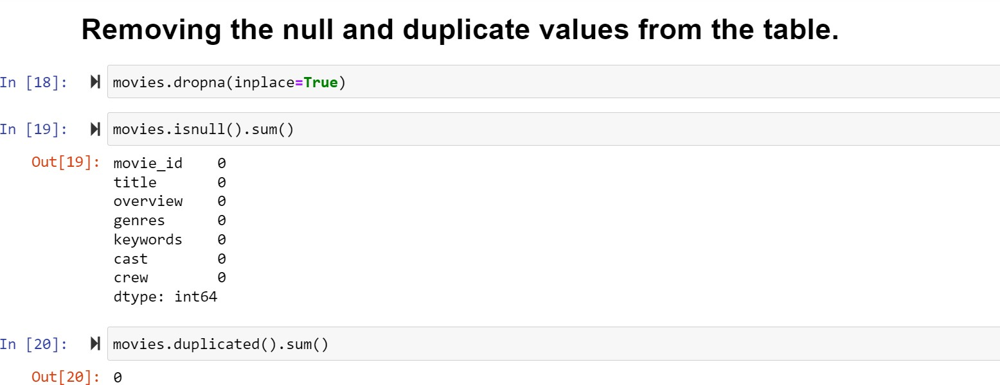 Removing the null and duplicate values from the table.
In [18]: movies.dropna(inplace=True)
In [19]: movies.isnull().sum()
Out[19]: movie_id    0
title       0
overview    0
genres      0
keywords    0
cast        0
crew        0
dtype: int64
In [20]: movies.duplicated().sum()
Out[20]: 0